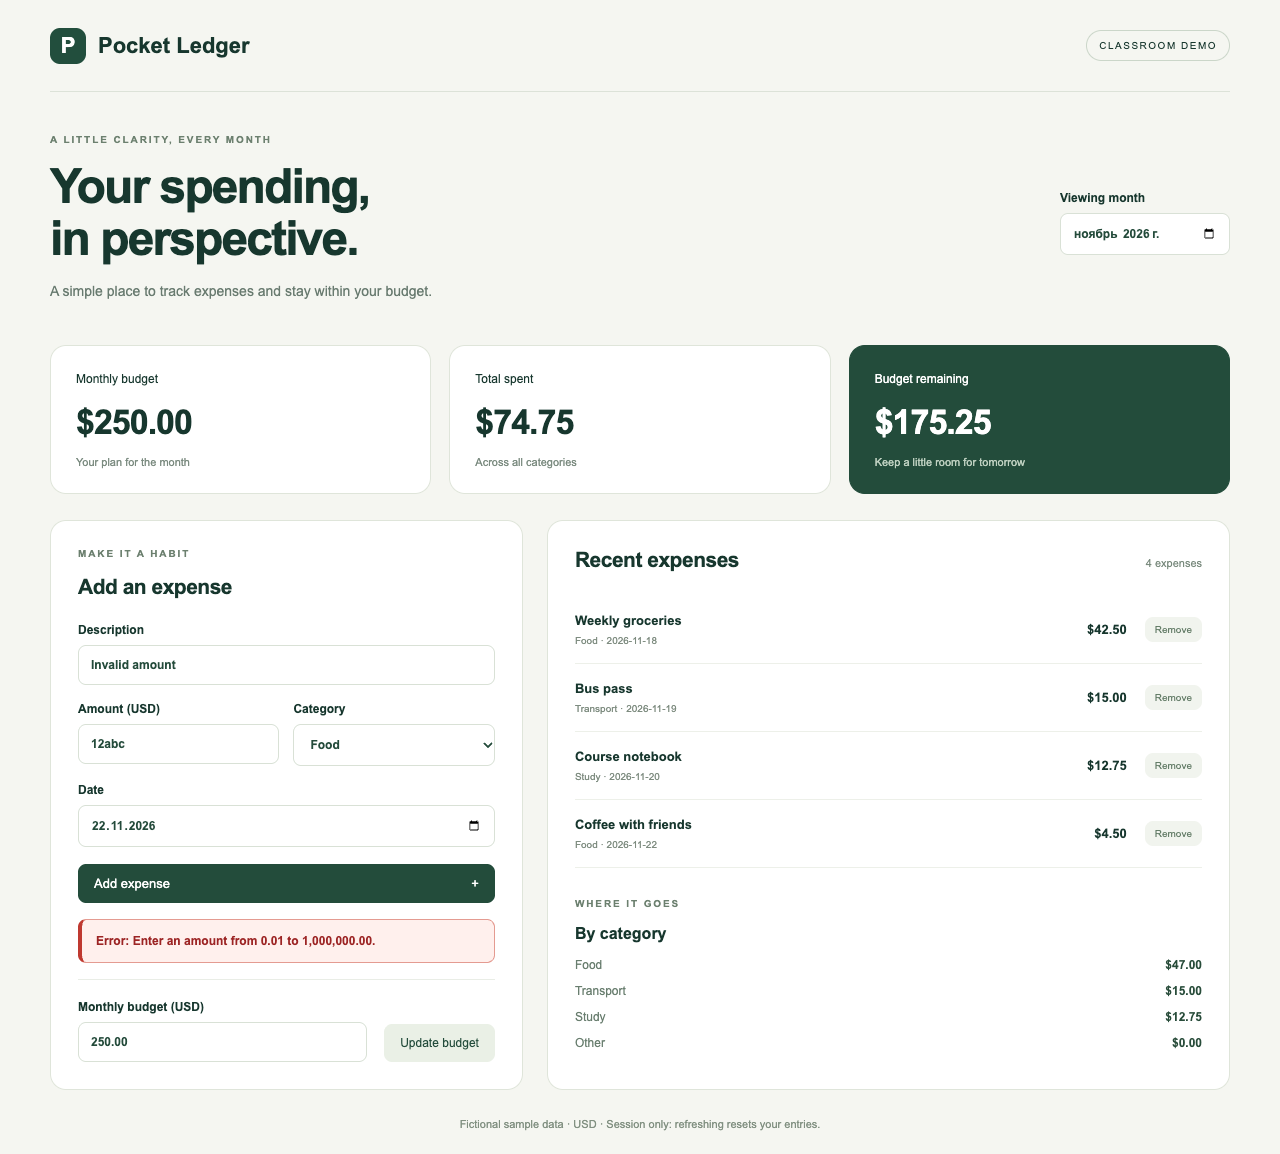 P Pocket Ledger
CLASSROOM DEMO
A LITTLE CLARITY, EVERY MONTH
Your spending,
in perspective.
A simple place to track expenses and stay within your budget.
Viewing month
ноябрь 2026 г.
Monthly budget
$250.00
Your plan for the month
Total spent
$74.75
Across all categories
Budget remaining
$175.25
Keep a little room for tomorrow
MAKE IT A HABIT
Add an expense
Description
Invalid amount
Amount (USD)
12abc
Category
Food
Date
22.11.2026
Add expense +
Error: Enter an amount from 0.01 to 1,000,000.00.
Monthly budget (USD)
250.00
Update budget
Recent expenses
4 expenses
Weekly groceries
Food · 2026-11-18
$42.50
Remove
Bus pass
Transport · 2026-11-19
$15.00
Remove
Course notebook
Study · 2026-11-20
$12.75
Remove
Coffee with friends
Food · 2026-11-22
$4.50
Remove
WHERE IT GOES
By category
Food $47.00
Transport $15.00
Study $12.75
Other $0.00
Fictional sample data · USD · Session only: refreshing resets your entries.